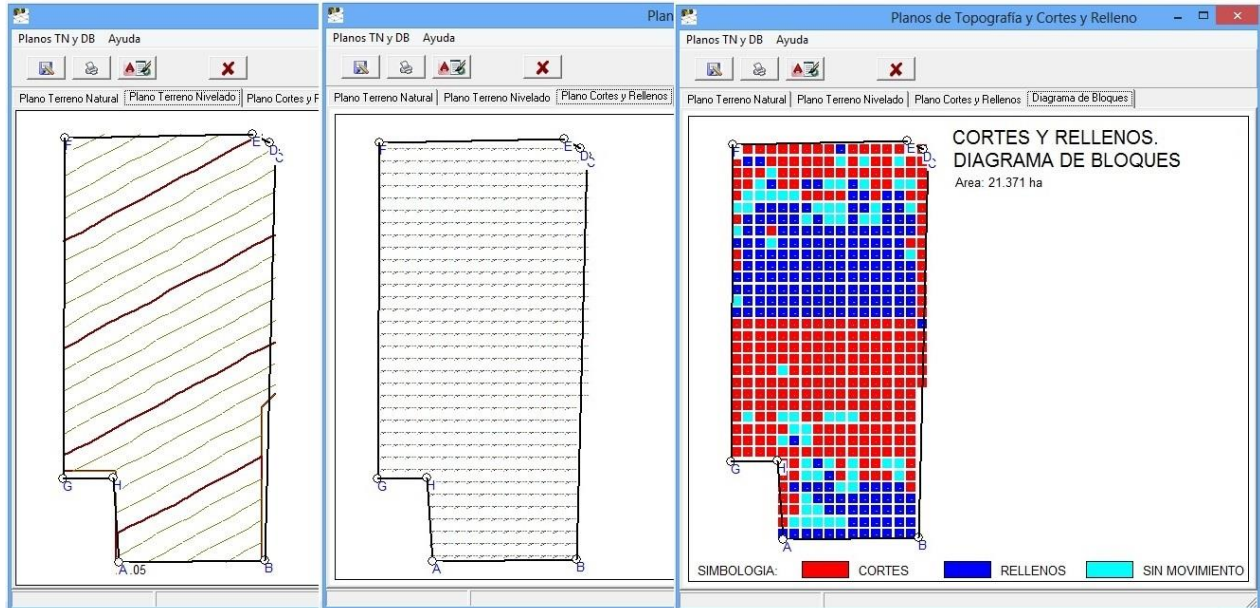 Planos TN y DB Ayuda
Plano Terreno Natural Plano Terreno Nivelado Plano Cortes y F
F
E
D
C
G
H
A
.05
B
Plan
Planos TN y DB Ayuda
Plano Terreno Natural Plano Terreno Nivelado Plano Cortes y Rellenos
F
E
D
C
G
H
A
B
Planos de Topografía y Cortes y Relleno
Planos TN y DB Ayuda
Plano Terreno Natural Plano Terreno Nivelado Plano Cortes y Rellenos Diagrama de Bloques
CORTES Y RELLENOS.
DIAGRAMA DE BLOQUES
Area: 21.371 ha
F
E
D
C
G
H
A
B
SIMBOLOGIA: CORTES RELLENOS SIN MOVIMIENTO